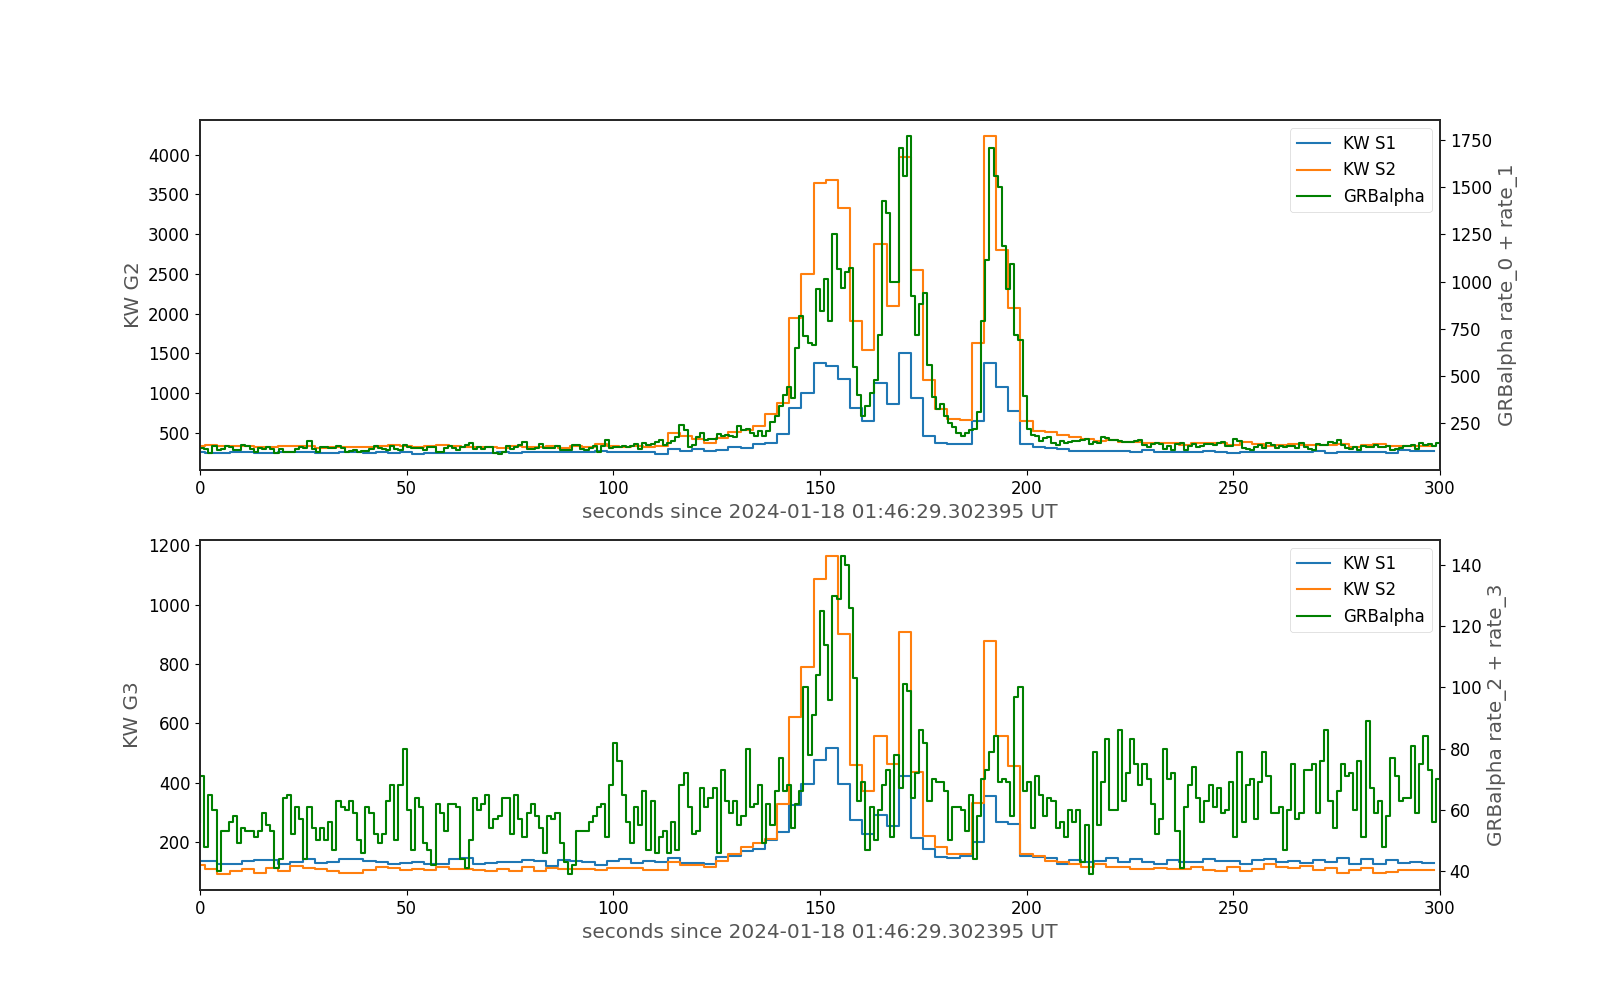 KW G2
4000
3500
3000
2500
2000
1500
1000
500
KW S1
KW S2
GRBalpha
1750
1500
1250
1000
750
500
250
GRBalpha rate_0 + rate_1
0 50 100 150 200 250 300
seconds since 2024-01-18 01:46:29.302395 UT
KW G3
1200
1000
800
600
400
200
KW S1
KW S2
GRBalpha
140
120
100
80
60
40
GRBalpha rate_2 + rate_3
0 50 100 150 200 250 300
seconds since 2024-01-18 01:46:29.302395 UT